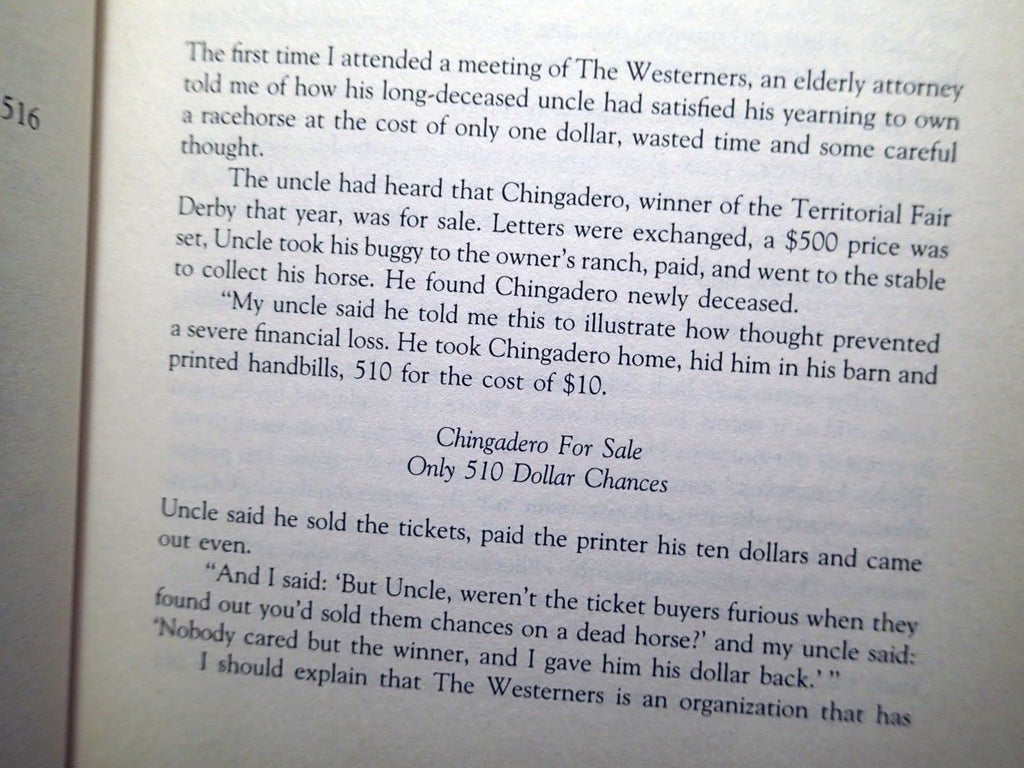 516
The first time I attended a meeting of The Westerners, an elderly attorney
told me of how his long-deceased uncle had satisfied his yearning to own
a racehorse at the cost of only one dollar, wasted time and some careful
thought.
The uncle had heard that Chingadero, winner of the Territorial Fair
Derby that year, was for sale. Letters were exchanged, a $500 price was
set, Uncle took his buggy to the owner's ranch, paid, and went to the stable
to collect his horse. He found Chingadero newly deceased.
“My uncle said he told me this to illustrate how thought prevented
a severe financial loss. He took Chingadero home, hid him in his barn and
printed handbills, 510 for the cost of $10.
Chingadero For Sale
Only 510 Dollar Chances
Uncle said he sold the tickets, paid the printer his ten dollars and came
out even.
“And I said: ‘But Uncle, weren't the ticket buyers furious when they
found out you'd sold them chances on a dead horse?’ and my uncle said:
‘Nobody cared but the winner, and I gave him his dollar back.’ ”
I should explain that The Westerners is an organization that has